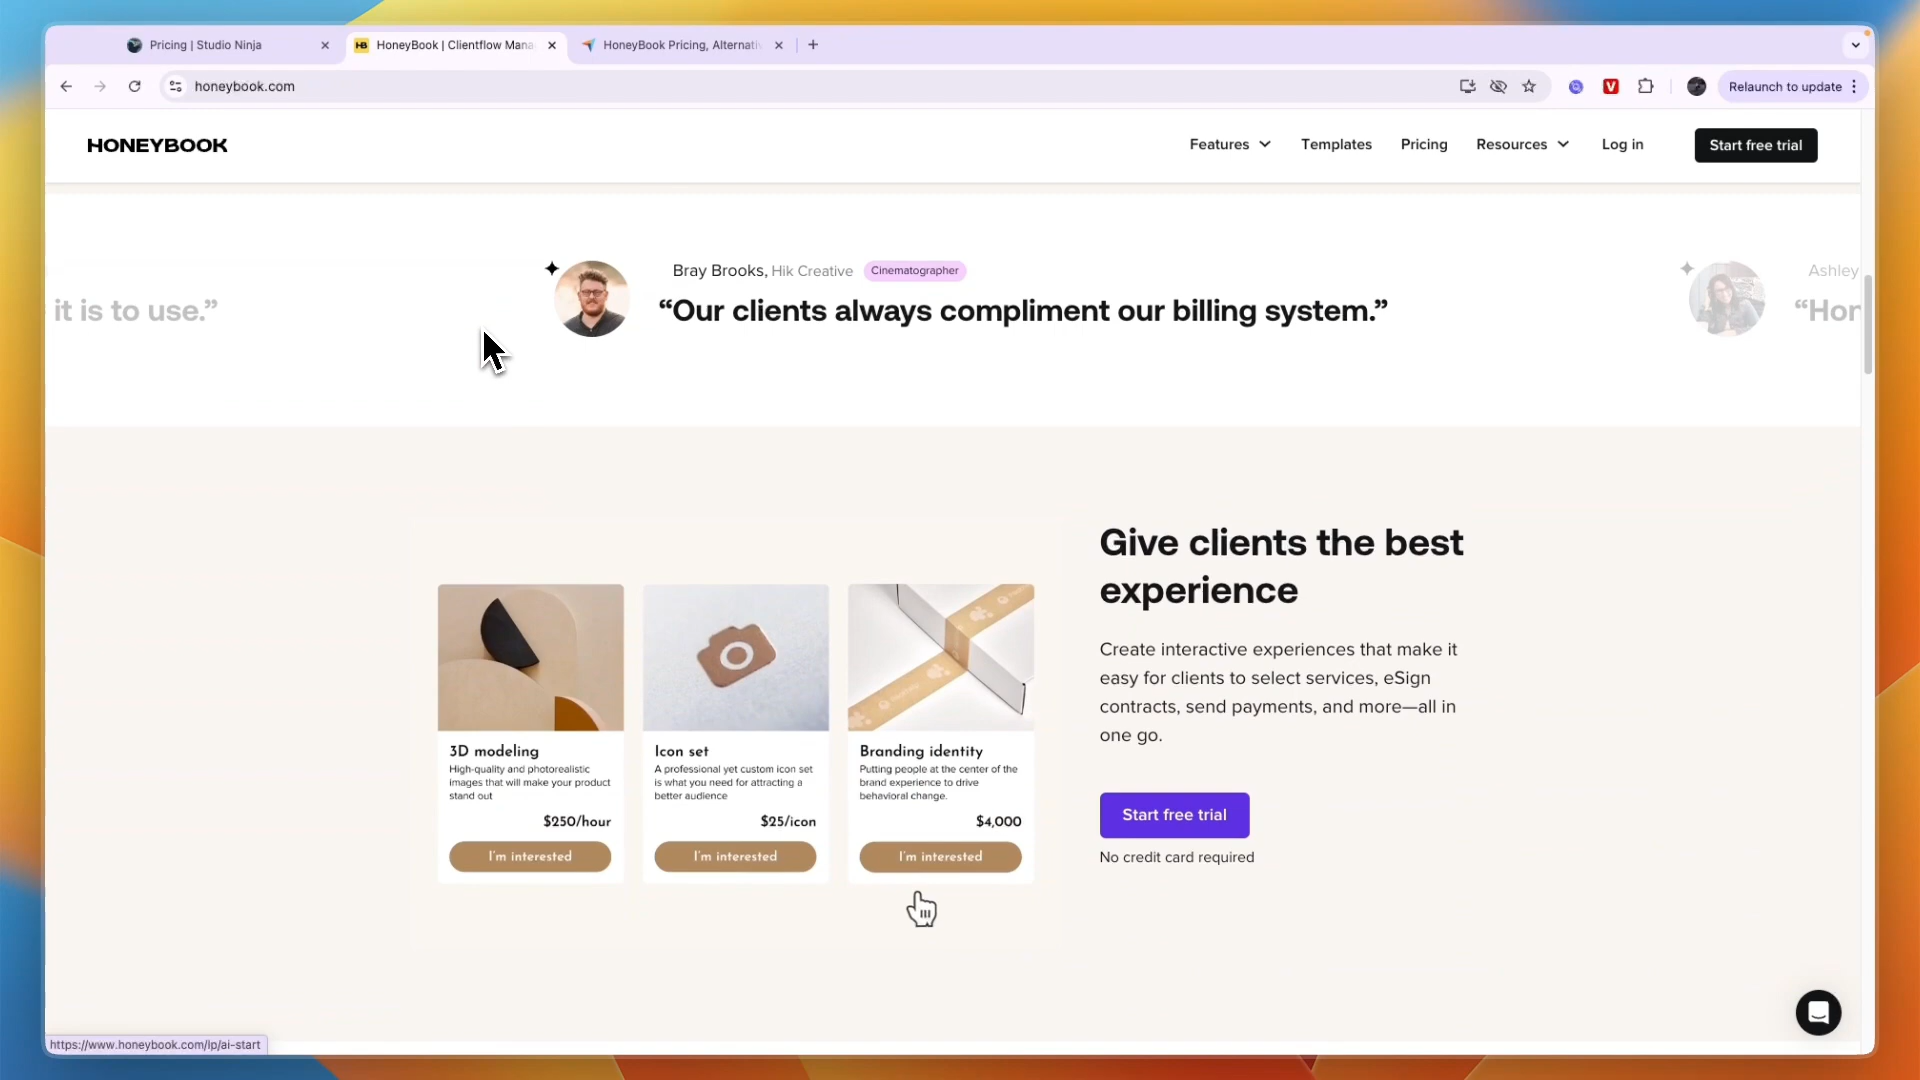 Pricing | Studio Ninja
HoneyBook | Clientflow Mana
HoneyBook Pricing, Alternati
honeybook.com
Relaunch to update
HONEYBOOK
Features
Templates
Pricing
Resources
Log in
Start free trial
it is to use.”
Bray Brooks, Hik Creative Cinematographer
“Our clients always compliment our billing system.”
Ashley
“Hon
Give clients the best
experience
Create interactive experiences that make it
easy for clients to select services, eSign
contracts, send payments, and more—all in
one go.
Start free trial
No credit card required
3D modeling
High-quality and photorealistic
images that will make your product
stand out
$250/hour
I'm interested
Icon set
A professional yet custom icon set
is what you need for attracting a
better audience
$25/icon
I'm interested
Branding identity
Putting people at the center of the
brand experience to drive
behavioral change.
$4,000
I'm interested
https://www.honeybook.com/lp/ai-start